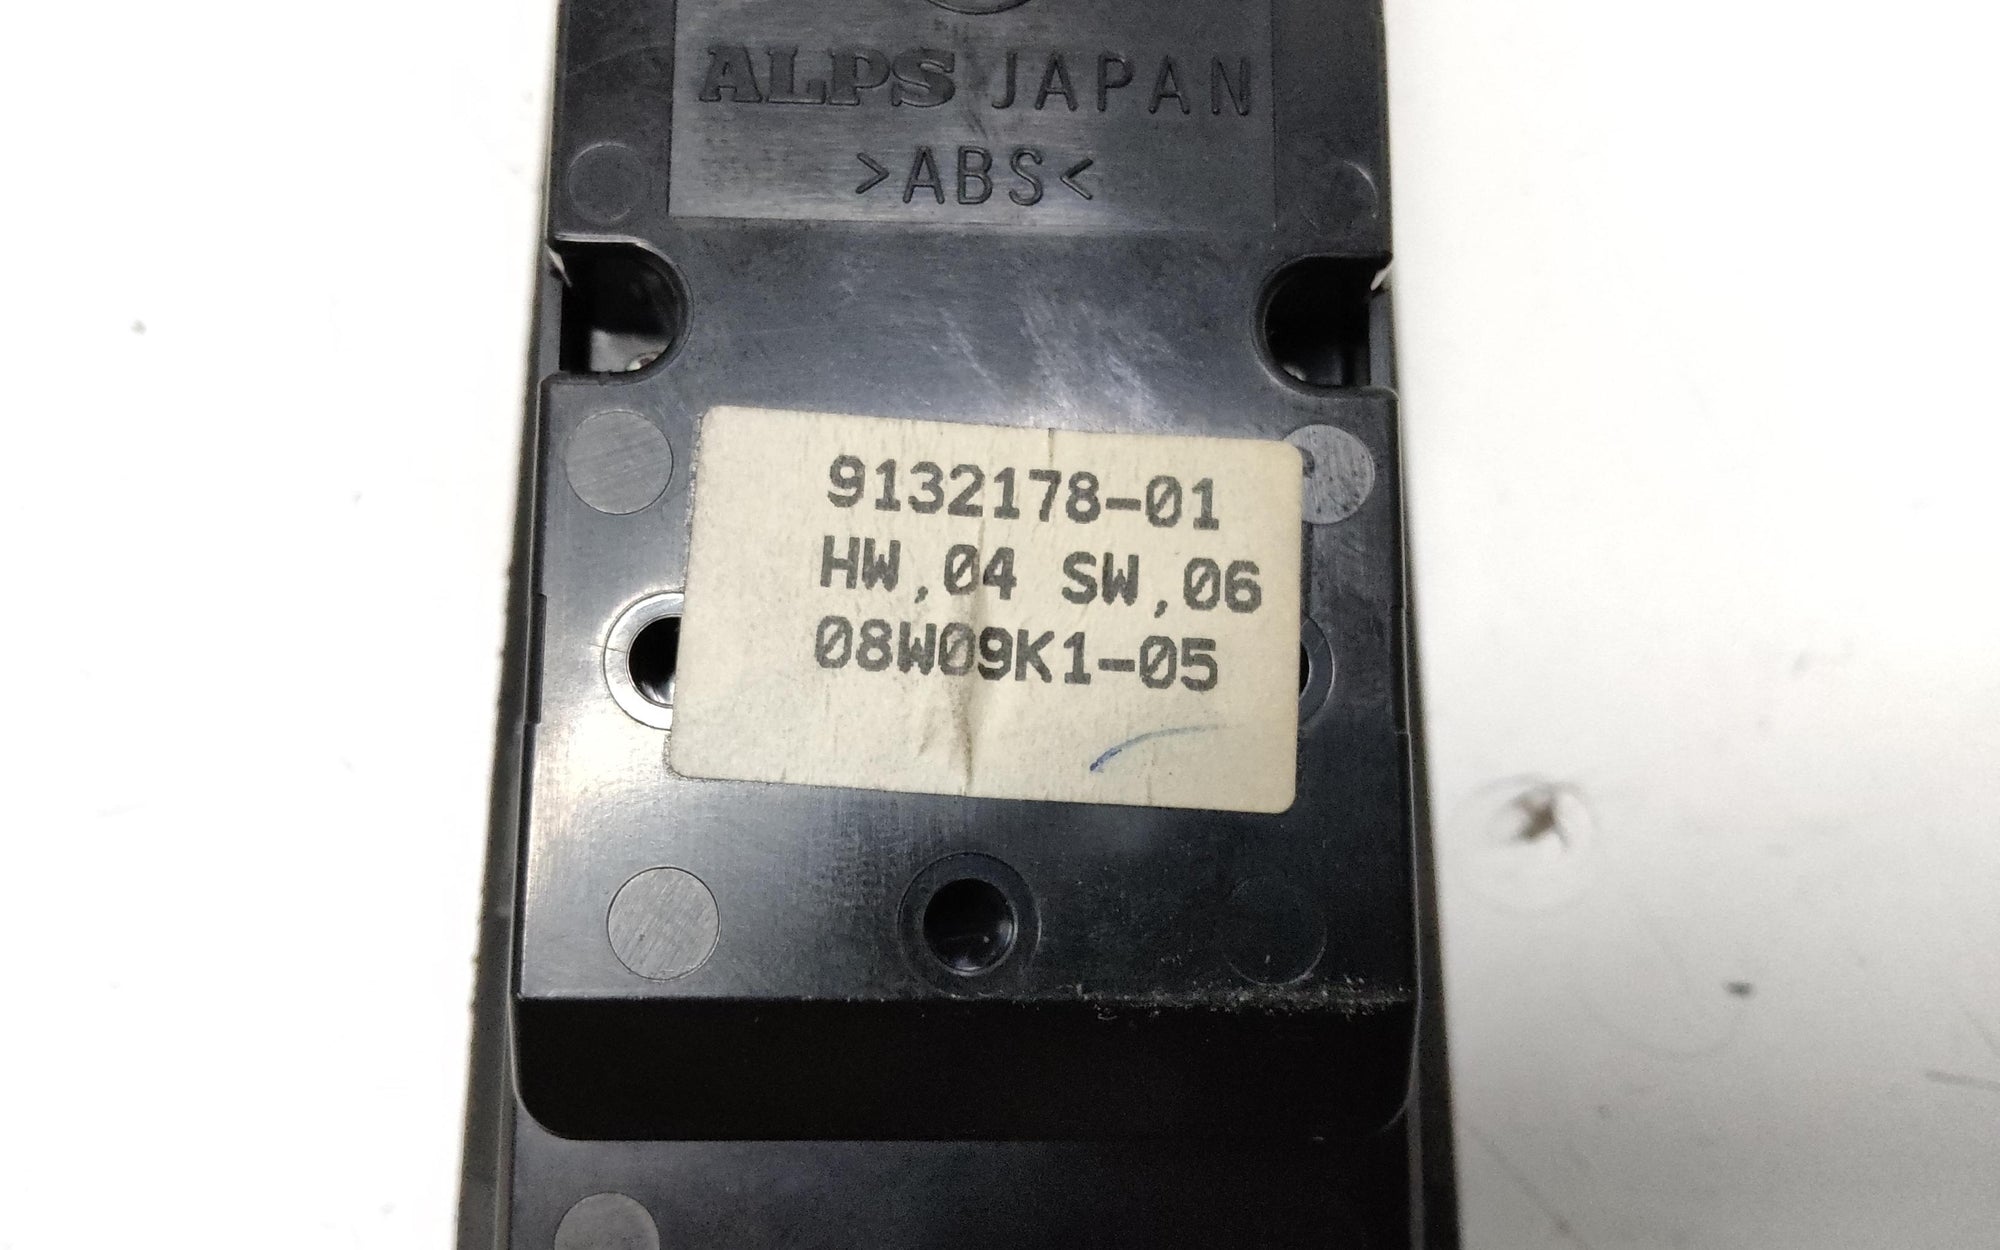 ALPS JAPAN
>ABS<
9132178-01
HW,04 SW,06
08W09K1-05